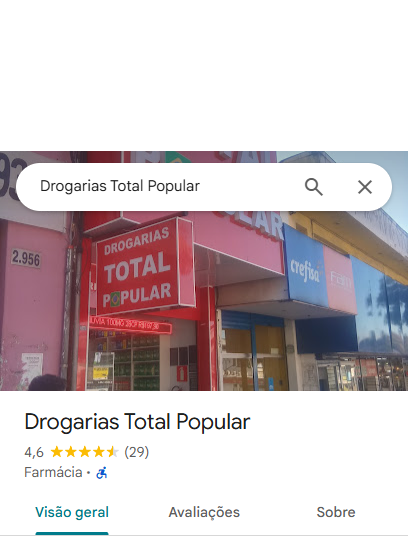 Drogarias Total Popular
93
2.956
DROGARIAS
TOTAL
POPULAR
crefisa
Drogarias Total Popular
4,6 (29)
Farmácia ·
Visão geral Avaliações Sobre